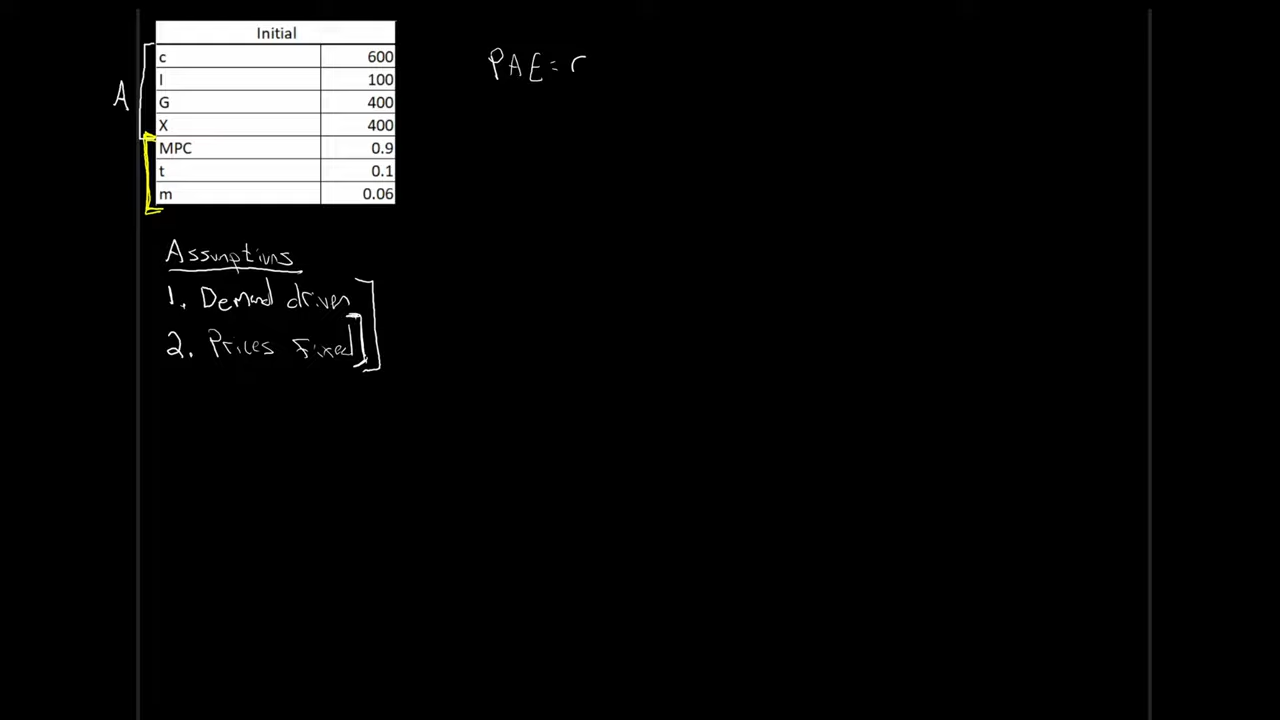 Initial
c 600
I 100
G 400
X 400
MPC 0.9
t 0.1
m 0.06
A
PAE = r
Assumptions
1. Demand driven
2. Prices fixed